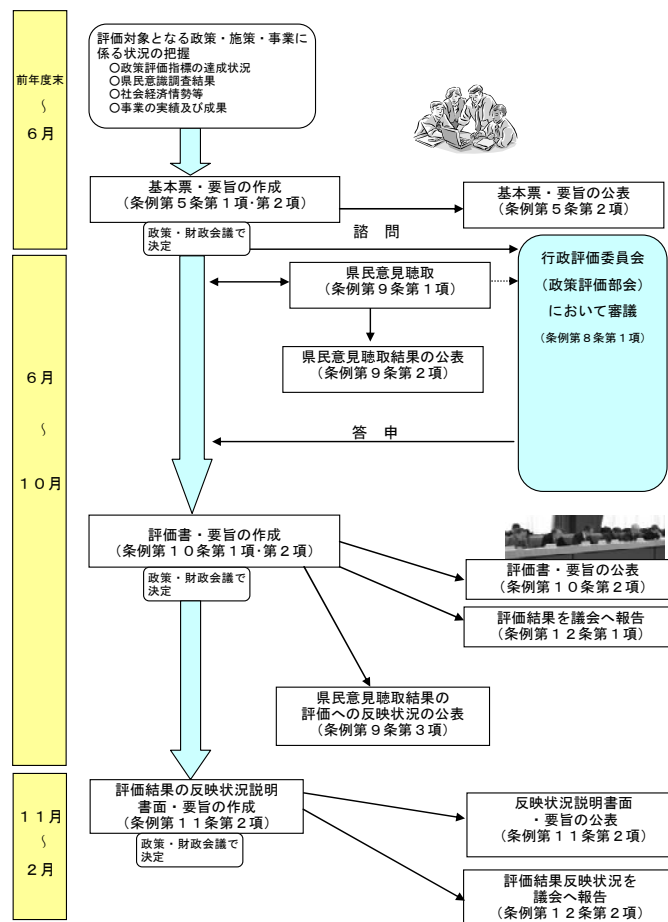 前年度末
～
６月
評価対象となる政策・施策・事業に
係る状況の把握
○政策評価指標の達成状況
○県民意識調査結果
○社会経済情勢等
○事業の実績及び成果
基本票・要旨の作成
（条例第５条第１項･第２項）
基本票・要旨の公表
（条例第５条第２項）
政策・財政会議で
決定
諮　問
６月
～
１０月
行政評価委員会
（政策評価部会）
において審議
（条例第８条第１項）
県民意見聴取
（条例第９条第１項）
県民意見聴取結果の公表
（条例第９条第２項）
答　申
評価書・要旨の作成
（条例第１０条第１項･第２項）
政策・財政会議で
決定
評価書・要旨の公表
（条例第１０条第２項）
評価結果を議会へ報告
（条例第１２条第１項）
県民意見聴取結果の
評価への反映状況の公表
（条例第９条第３項）
１１月
～
２月
評価結果の反映状況説明
書面・要旨の作成
（条例第１１条第２項）
政策・財政会議で
決定
反映状況説明書面
・要旨の公表
（条例第１１条第２項）
評価結果反映状況を
議会へ報告
（条例第１２条第２項）